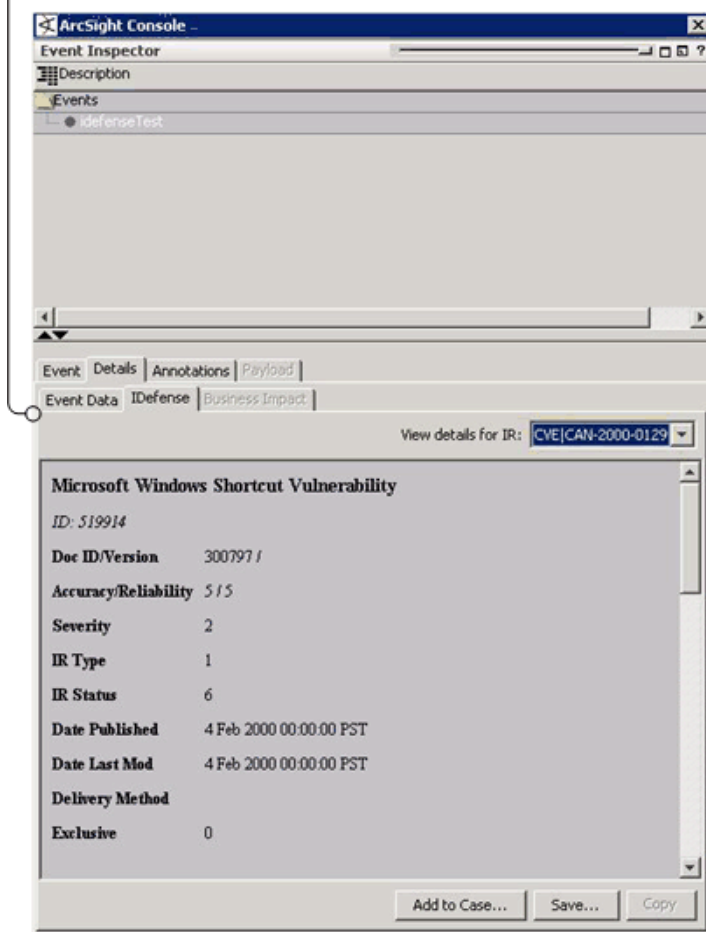 ArcSight Console -
Event Inspector ?
Description
Events
idefenseTest
Event Details Annotations Payload
Event Data IDefense Business Impact
View details for IR: CVE|CAN-2000-0129
Microsoft Windows Shortcut Vulnerability
ID: 519914
Doc ID/Version 300797 /
Accuracy/Reliability 5 / 5
Severity 2
IR Type 1
IR Status 6
Date Published 4 Feb 2000 00:00:00 PST
Date Last Mod 4 Feb 2000 00:00:00 PST
Delivery Method
Exclusive 0
Add to Case... Save... Copy